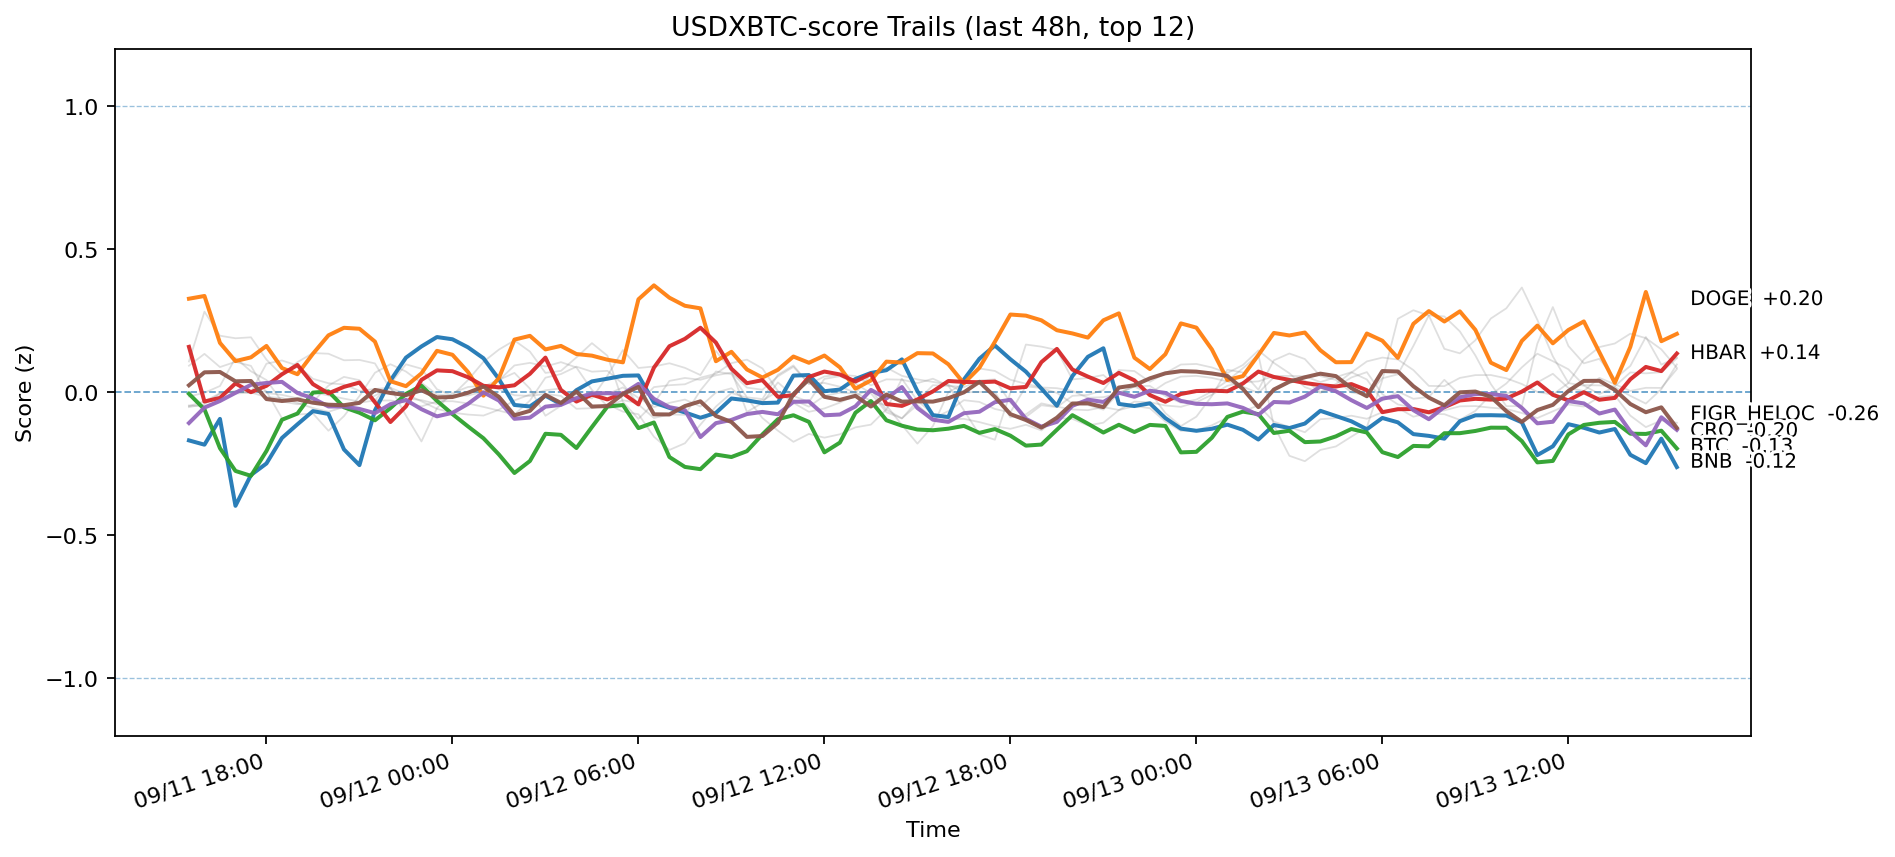 USDXBTC-score Trails (last 48h, top 12)
Score (z)
1.0
0.5
0.0
−0.5
−1.0
DOGE +0.20
HBAR +0.14
FIGR_HELOC -0.26
CRO -0.20
BTC -0.13
BNB -0.12
09/11 18:00
09/12 00:00
09/12 06:00
09/12 12:00
09/12 18:00
09/13 00:00
09/13 06:00
09/13 12:00
Time